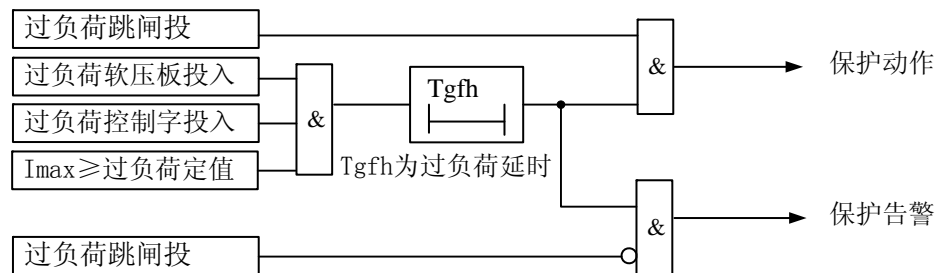 过负荷跳闸投
过负荷软压板投入
过负荷控制字投入
Imax≥过负荷定值
&
Tgfh
Tgfh为过负荷延时
&
保护动作
过负荷跳闸投
&
保护告警